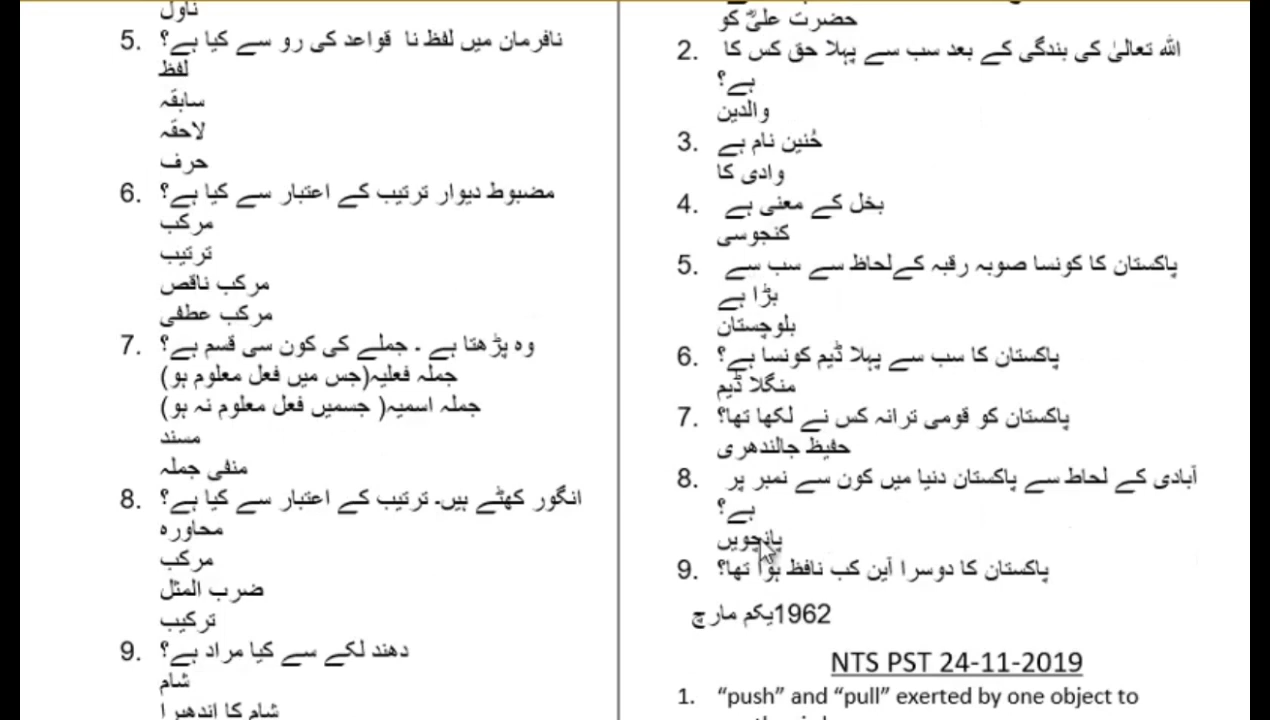 ناول
5. نافرمان میں لفظ نا قواعد کی رو سے کیا ہے؟
لفظ
سابقہ
لاحقہ
حرف
6. مضبوط دیوار ترتیب کے اعتبار سے کیا ہے؟
مرکب
ترتیب
مرکب ناقص
مرکب عطفی
7. وہ پڑھتا ہے ۔ جملے کی کون سی قسم ہے؟
جملہ فعلیہ(جس میں فعل معلوم ہو)
جملہ اسمیہ( جسمیں فعل معلوم نہ ہو)
مسند
منفی جملہ
8. انگور کھٹے ہیں۔ ترتیب کے اعتبار سے کیا ہے؟
محاورہ
مرکب
ضرب المثل
ترکیب
9. دھند لکے سے کیا مراد ہے؟
شام
شام کا اندھیرا
حضرت علیؓ کو
2. اللہ تعالیٰ کی بندگی کے بعد سب سے پہلا حق کس کا
ہے؟
والدین
3. حُنین نام ہے
وادی کا
4. بخل کے معنی ہے
کنجوسی
5. پاکستان کا کونسا صوبہ رقبہ کےلحاظ سے سب سے
بڑا ہے
بلوچستان
6. پاکستان کا سب سے پہلا ڈیم کونسا ہے؟
منگلا ڈیم
7. پاکستان کو قومی ترانہ کس نے لکھا تھا؟
حفیظ جالندھری
8. آبادی کے لحاط سے پاکستان دنیا میں کون سے نمبر پر
ہے؟
پانچویں
9. پاکستان کا دوسرا آین کب نافظ ہوا تھا؟
1962یکم مارچ
NTS PST 24-11-2019
1. “push” and “pull” exerted by one object to